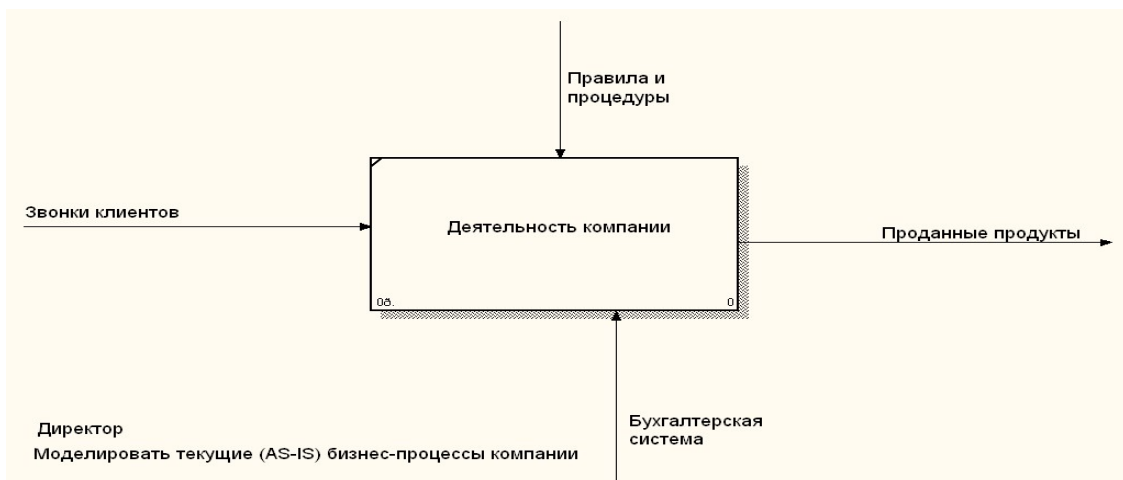 Правила и
процедуры
Звонки клиентов
Деятельность компании
Проданные продукты
0ð.
0
Бухгалтерская
система
Директор
Моделировать текущие (AS-IS) бизнес-процессы компании